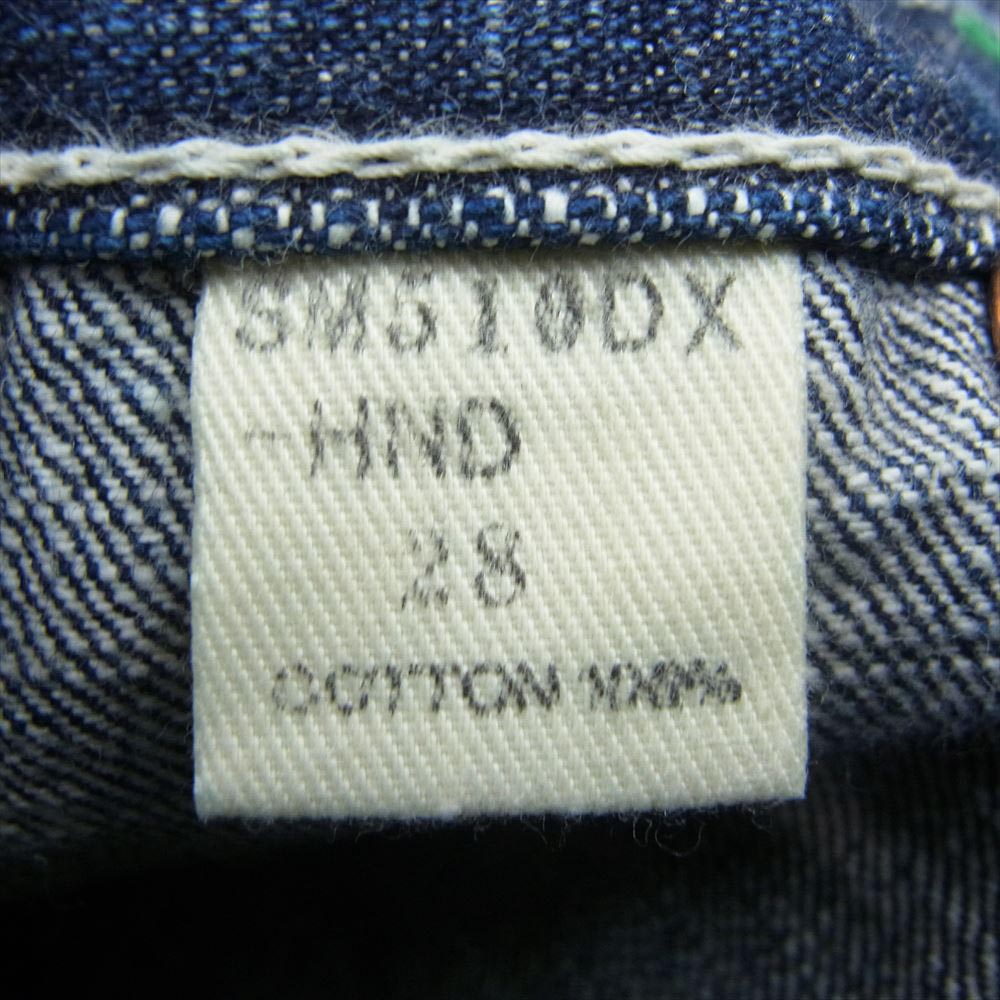 SM510DX
-HND
28
COTTON 100%